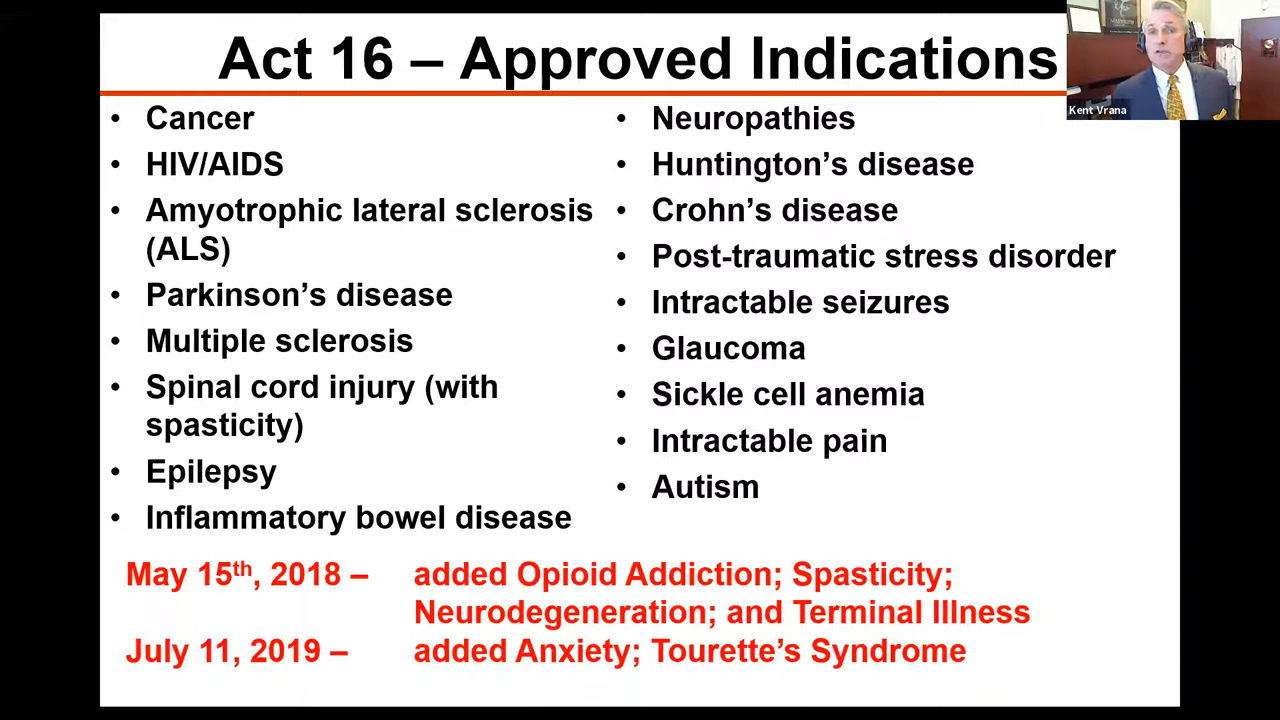 Act 16 – Approved Indications
Kent Vrana
• Cancer
• HIV/AIDS
• Amyotrophic lateral sclerosis
(ALS)
• Parkinson’s disease
• Multiple sclerosis
• Spinal cord injury (with
spasticity)
• Epilepsy
• Inflammatory bowel disease
• Neuropathies
• Huntington’s disease
• Crohn’s disease
• Post-traumatic stress disorder
• Intractable seizures
• Glaucoma
• Sickle cell anemia
• Intractable pain
• Autism
May 15th, 2018 – added Opioid Addiction; Spasticity;
Neurodegeneration; and Terminal Illness
July 11, 2019 – added Anxiety; Tourette’s Syndrome